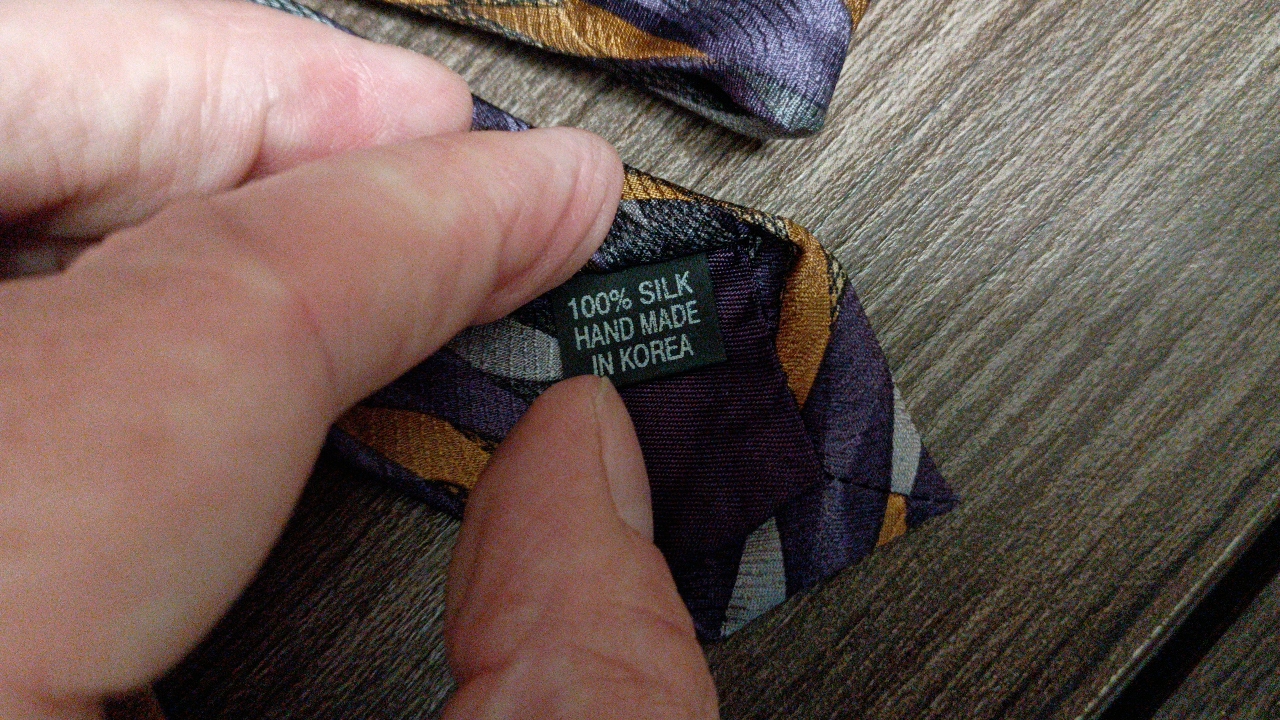 100% SILK
HAND MADE
IN KOREA